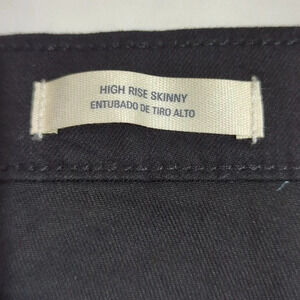 HIGH RISE SKINNY
ENTUBADO DE TIRO ALTO